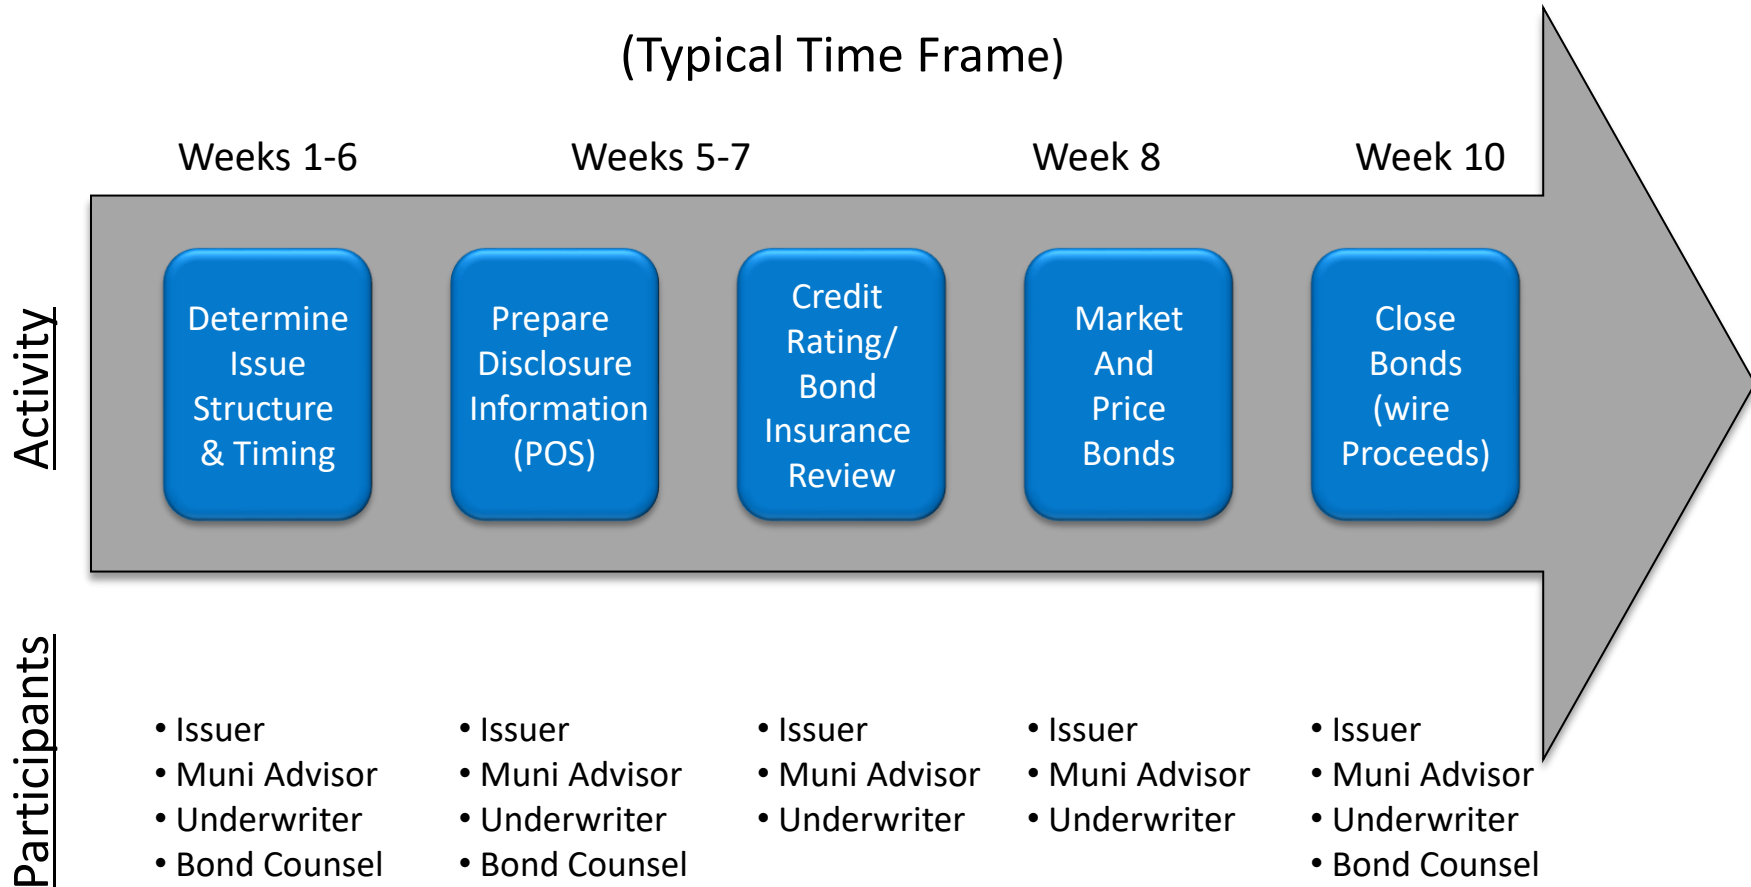 (Typical Time Frame)
Weeks 1-6
Weeks 5-7
Week 8
Week 10
Activity
Determine
Issue
Structure
& Timing
Prepare
Disclosure
Information
(POS)
Credit
Rating/
Bond
Insurance
Review
Market
And
Price
Bonds
Close
Bonds
(wire
Proceeds)
Participants
• Issuer
• Muni Advisor
• Underwriter
• Bond Counsel
• Issuer
• Muni Advisor
• Underwriter
• Bond Counsel
• Issuer
• Muni Advisor
• Underwriter
• Issuer
• Muni Advisor
• Underwriter
• Issuer
• Muni Advisor
• Underwriter
• Bond Counsel